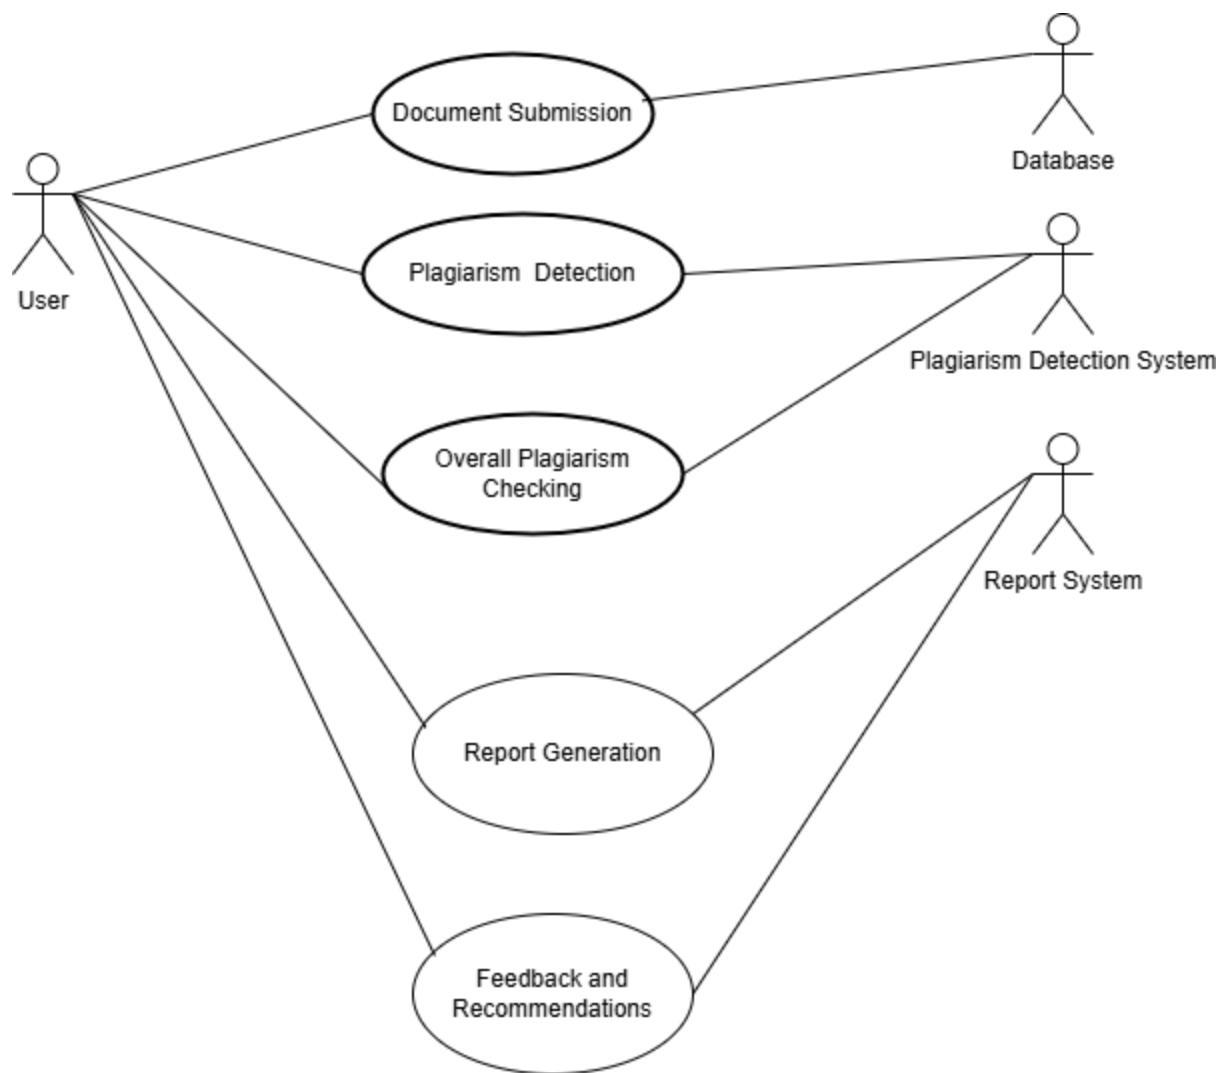 Document Submission
Database
User
Plagiarism  Detection
Plagiarism Detection System
Overall Plagiarism
Checking
Report System
Report Generation
Feedback and
Recommendations